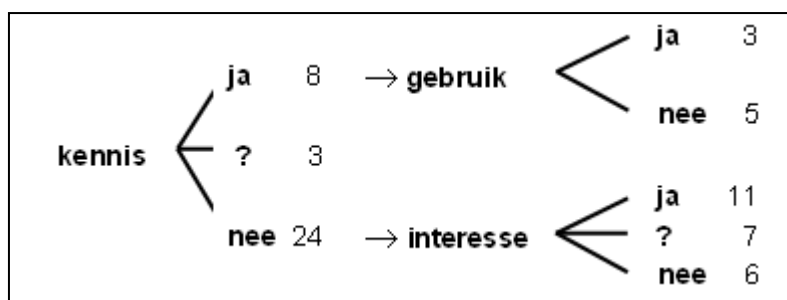 ja 3
ja 8 → gebruik
nee 5
kennis ? 3
ja 11
nee 24 → interesse ? 7
nee 6